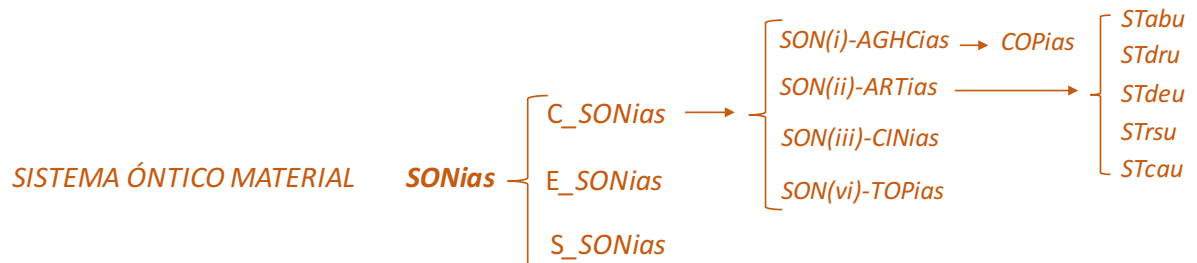 SISTEMA ÓNTICO MATERIAL
SONias
C_SONias
E_SONias
S_SONias
SON(i)-AGHCias
COPias
SON(ii)-ARTias
SON(iii)-CINias
SON(vi)-TOPias
STabu
STdru
STdeu
STrsu
STcau